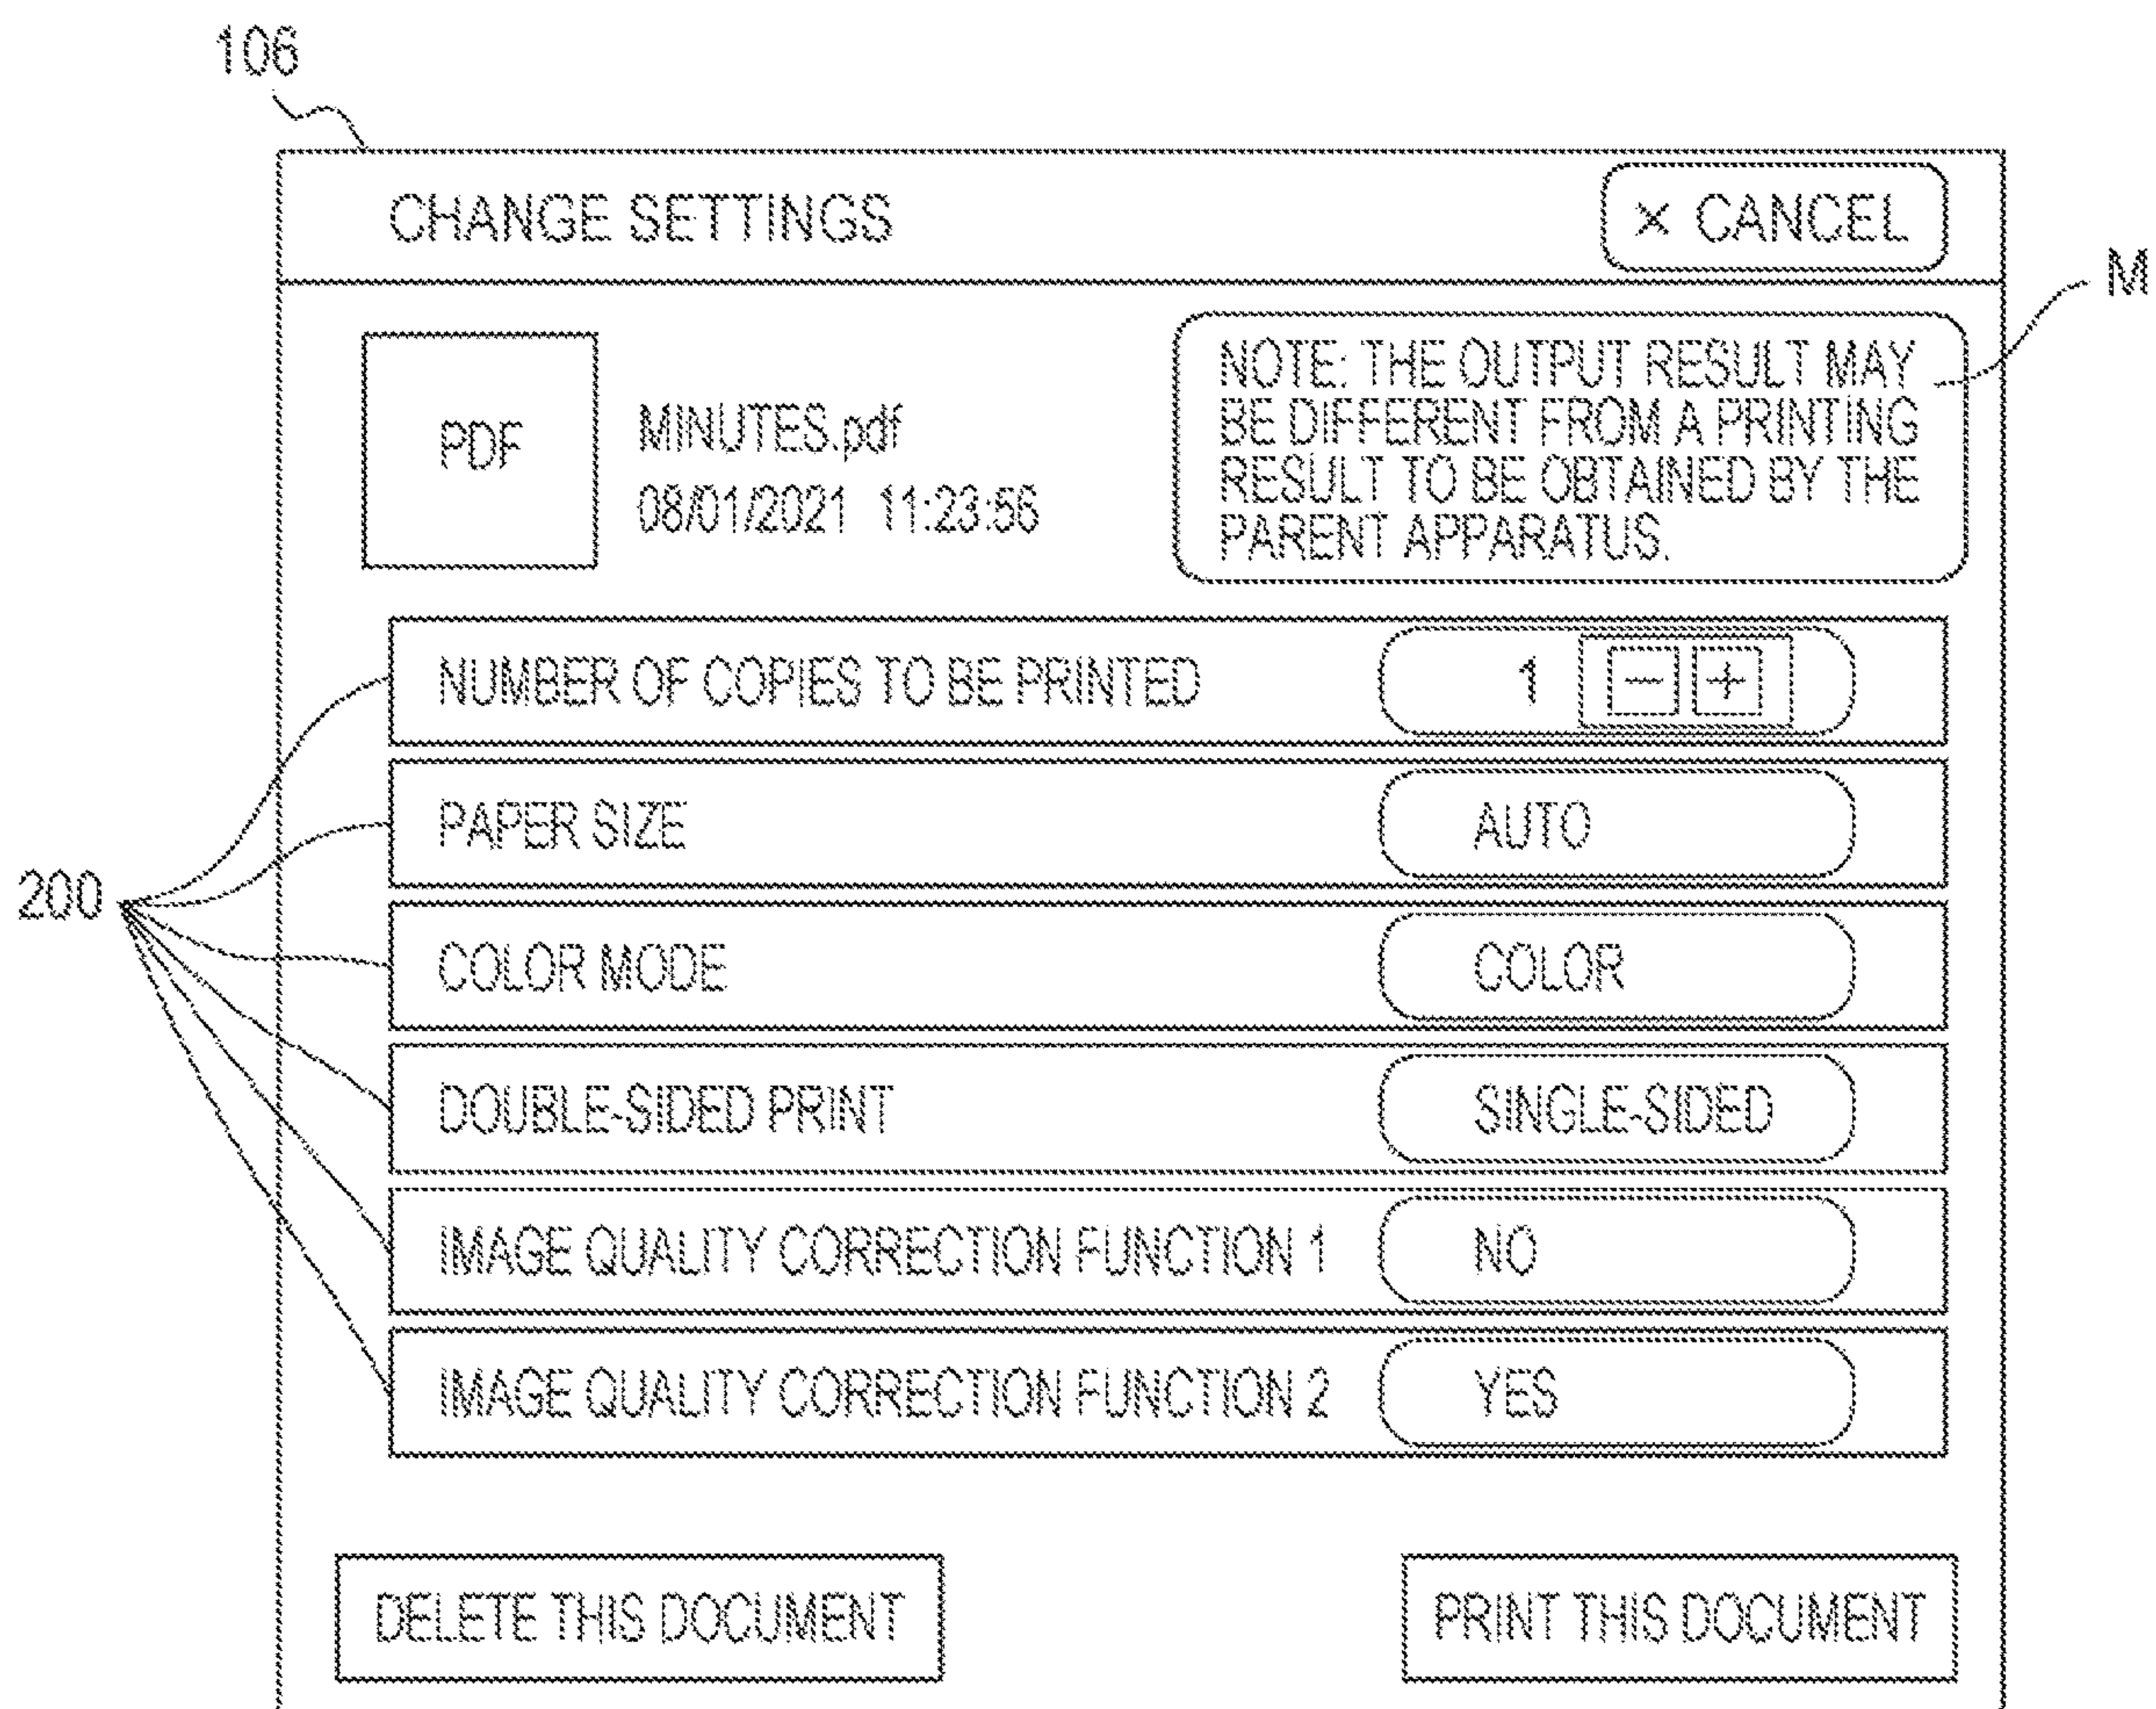 106
CHANGE SETTINGS
× CANCEL
M
NOTE: THE OUTPUT RESULT MAY
BE DIFFERENT FROM A PRINTING
RESULT TO BE OBTAINED BY THE
PARENT APPARATUS.
PDF
MINUTES.pdf
08/01/2021 11:23:56
NUMBER OF COPIES TO BE PRINTED 1 − +
PAPER SIZE AUTO
200
COLOR MODE COLOR
DOUBLE-SIDED PRINT SINGLE-SIDED
IMAGE QUALITY CORRECTION FUNCTION 1 NO
IMAGE QUALITY CORRECTION FUNCTION 2 YES
DELETE THIS DOCUMENT
PRINT THIS DOCUMENT